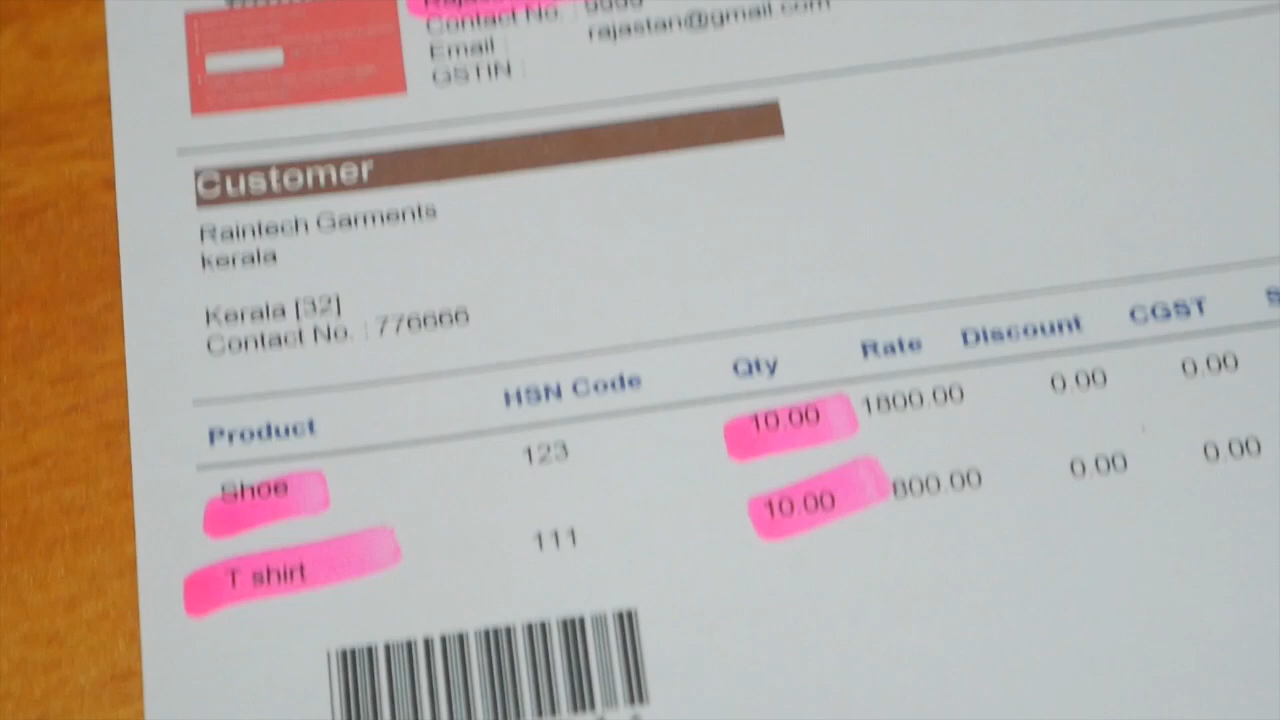 Contact No. :
Email : rajastan@gmail.com
GSTIN :
Customer
Raintech Garments
kerala
Kerala [32]
Contact No. : 776666
Product HSN Code Qty Rate Discount CGST
Shoe 123 10.00 1800.00 0.00 0.00
T shirt 111 10.00 800.00 0.00 0.00